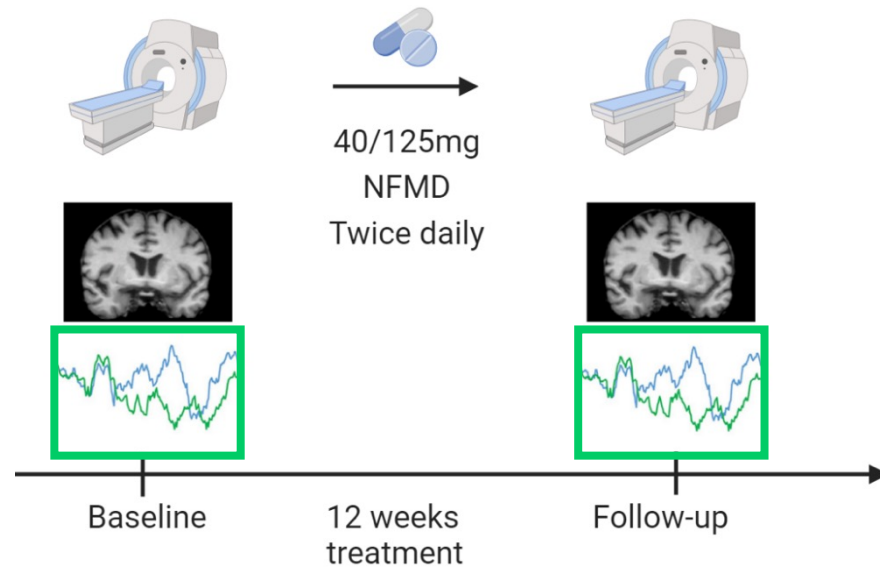 40/125mg
NFMD
Twice daily
Baseline
12 weeks
treatment
Follow-up